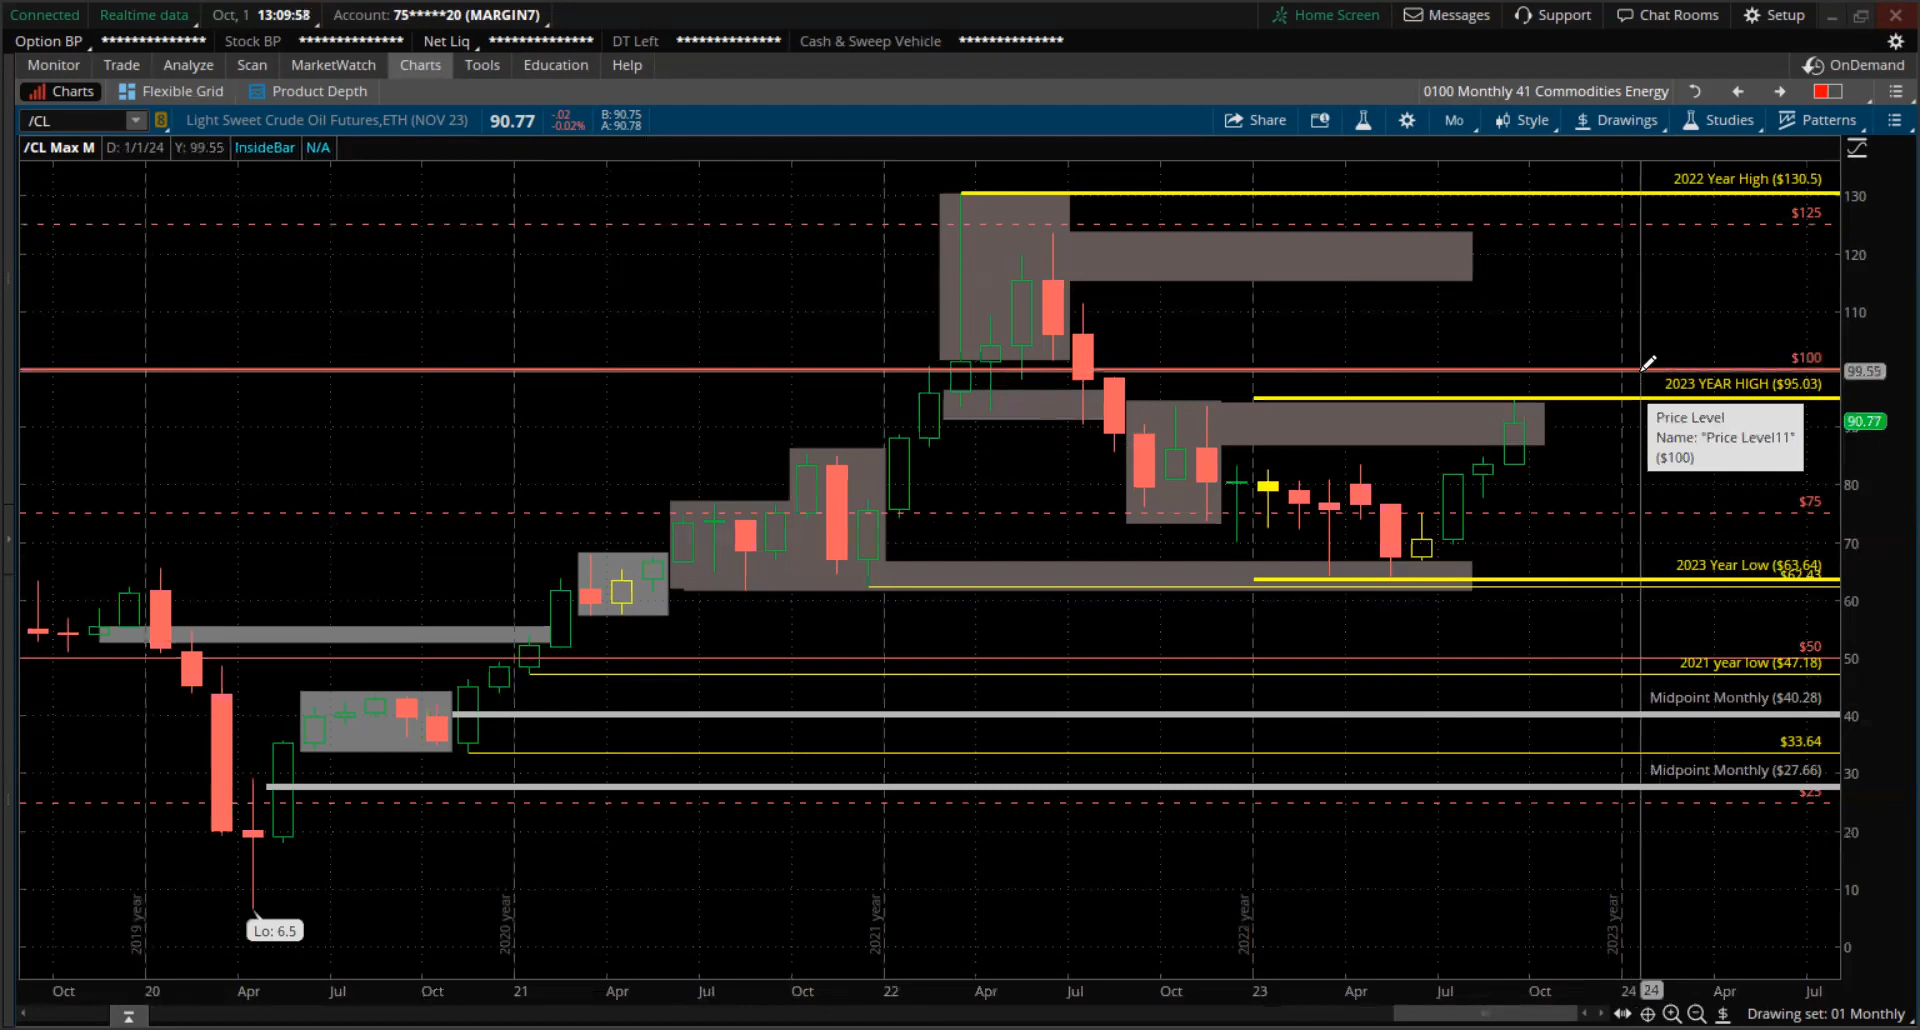 Connected Realtime data Oct, 1 13:09:58 Account: 75*****20 (MARGIN7) Home Screen Messages Support Chat Rooms Setup
Option BP ************** Stock BP ************** Net Liq ************** DT Left ************** Cash & Sweep Vehicle **************
Monitor Trade Analyze Scan MarketWatch Charts Tools Education Help OnDemand
Charts Flexible Grid Product Depth 0100 Monthly 41 Commodities Energy
/CL 8 Light Sweet Crude Oil Futures,ETH (NOV 23) 90.77 -.02 B: 90.75 Share Mo Style Drawings Studies Patterns
-0.02% A: 90.78
/CL Max M D: 1/1/24 Y: 99.55 InsideBar N/A
2022 Year High ($130.5)
130
$125
120
110
$100
99.55
2023 YEAR HIGH ($95.03)
Price Level
Name: "Price Level11"
($100)
90.77
80
$75
70
2023 Year Low ($63.64)
$62.43
60
$50
50
2021 year low ($47.18)
Midpoint Monthly ($40.28)
40
$33.64
Midpoint Monthly ($27.66)
30
$25
20
10
Lo: 6.5
0
2019 year 2020 year 2021 year 2022 year 2023 year
Oct 20 Apr Jul Oct 21 Apr Jul Oct 22 Apr Jul Oct 23 Apr Jul Oct 24 24 Apr Jul
Drawing set: 01 Monthly